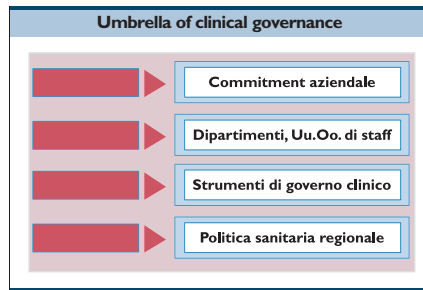 Umbrella of clinical governance
Commitment aziendale
Dipartimenti, Uu.Oo. di staff
Strumenti di governo clinico
Politica sanitaria regionale